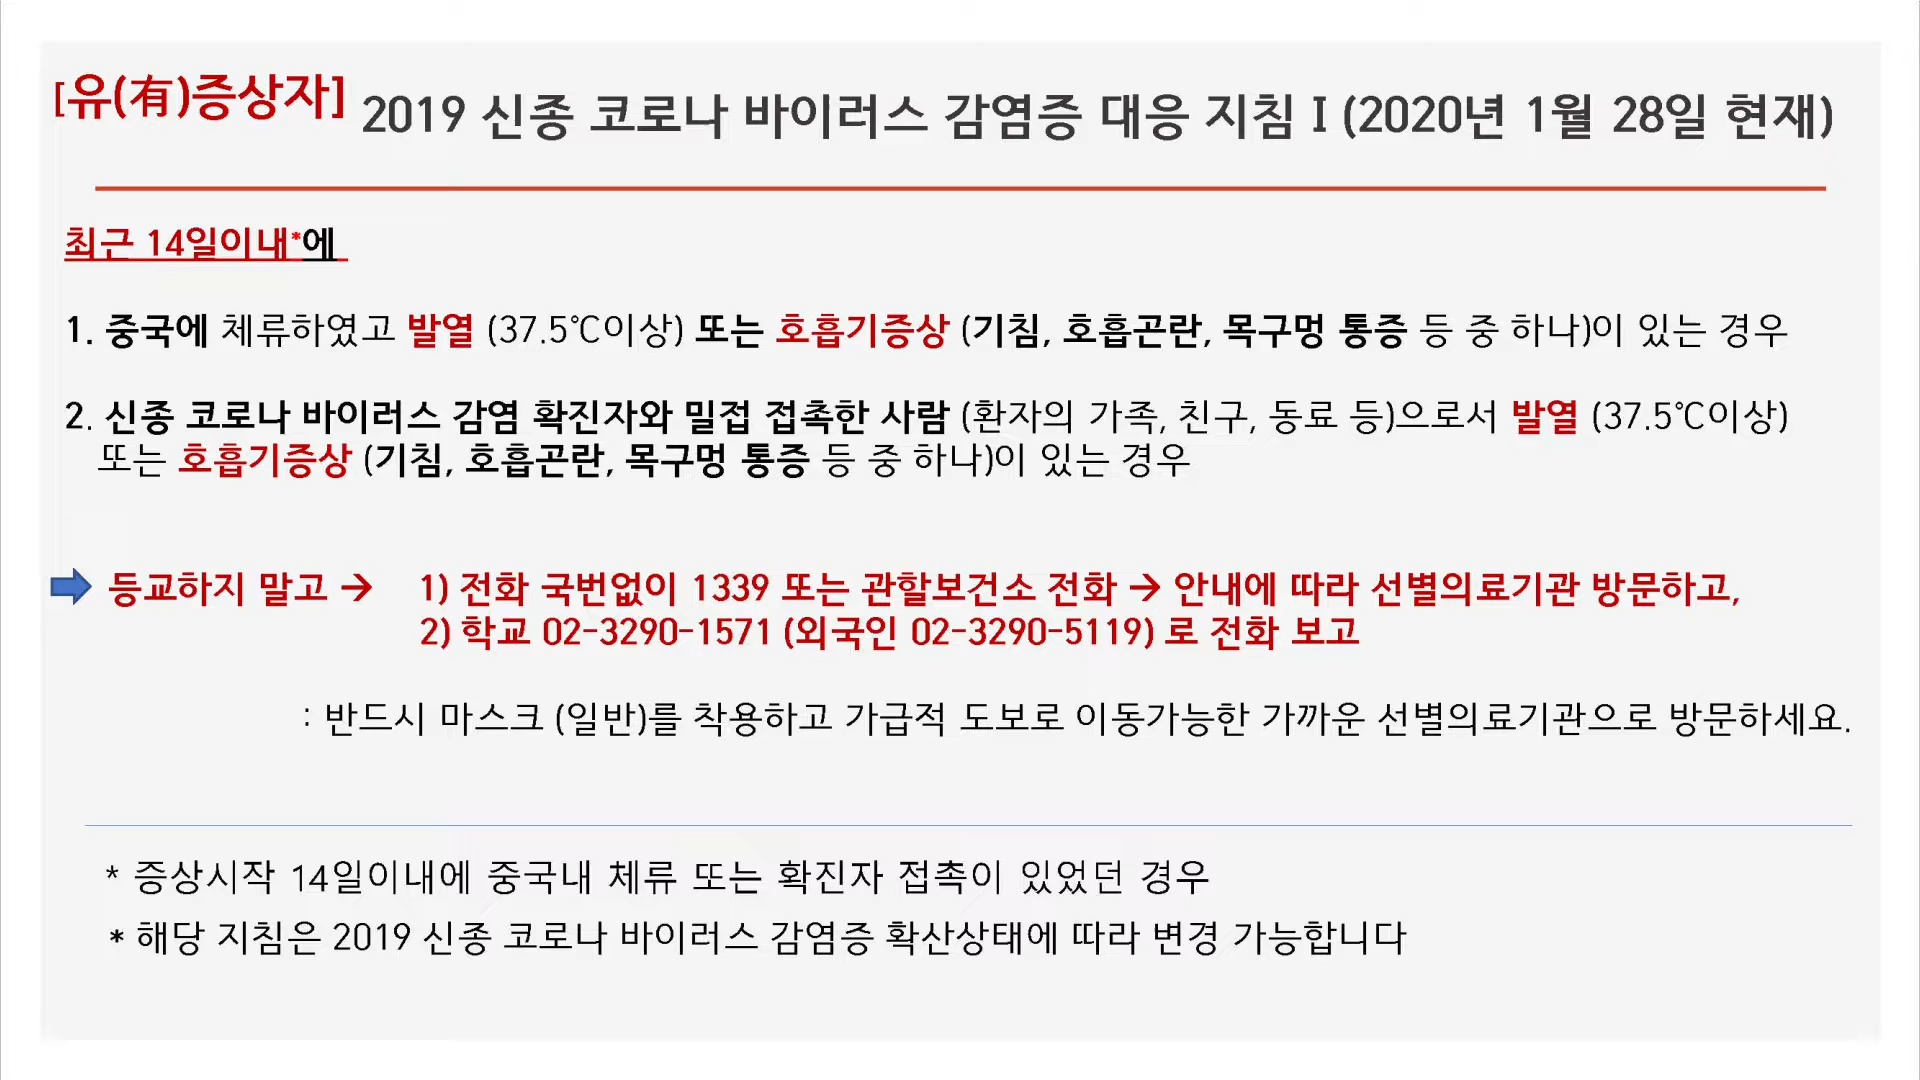 [유(有)증상자] 2019 신종 코로나 바이러스 감염증 대응 지침 I (2020년 1월 28일 현재)
최근 14일이내*에
1. 중국에 체류하였고 발열 (37.5℃이상) 또는 호흡기증상 (기침, 호흡곤란, 목구멍 통증 등 중 하나)이 있는 경우
2. 신종 코로나 바이러스 감염 확진자와 밀접 접촉한 사람 (환자의 가족, 친구, 동료 등)으로서 발열 (37.5℃이상)
또는 호흡기증상 (기침, 호흡곤란, 목구멍 통증 등 중 하나)이 있는 경우
등교하지 말고 → 1) 전화 국번없이 1339 또는 관할보건소 전화 → 안내에 따라 선별의료기관 방문하고,
2) 학교 02-3290-1571 (외국인 02-3290-5119) 로 전화 보고
: 반드시 마스크 (일반)를 착용하고 가급적 도보로 이동가능한 가까운 선별의료기관으로 방문하세요.
* 증상시작 14일이내에 중국내 체류 또는 확진자 접촉이 있었던 경우
* 해당 지침은 2019 신종 코로나 바이러스 감염증 확산상태에 따라 변경 가능합니다